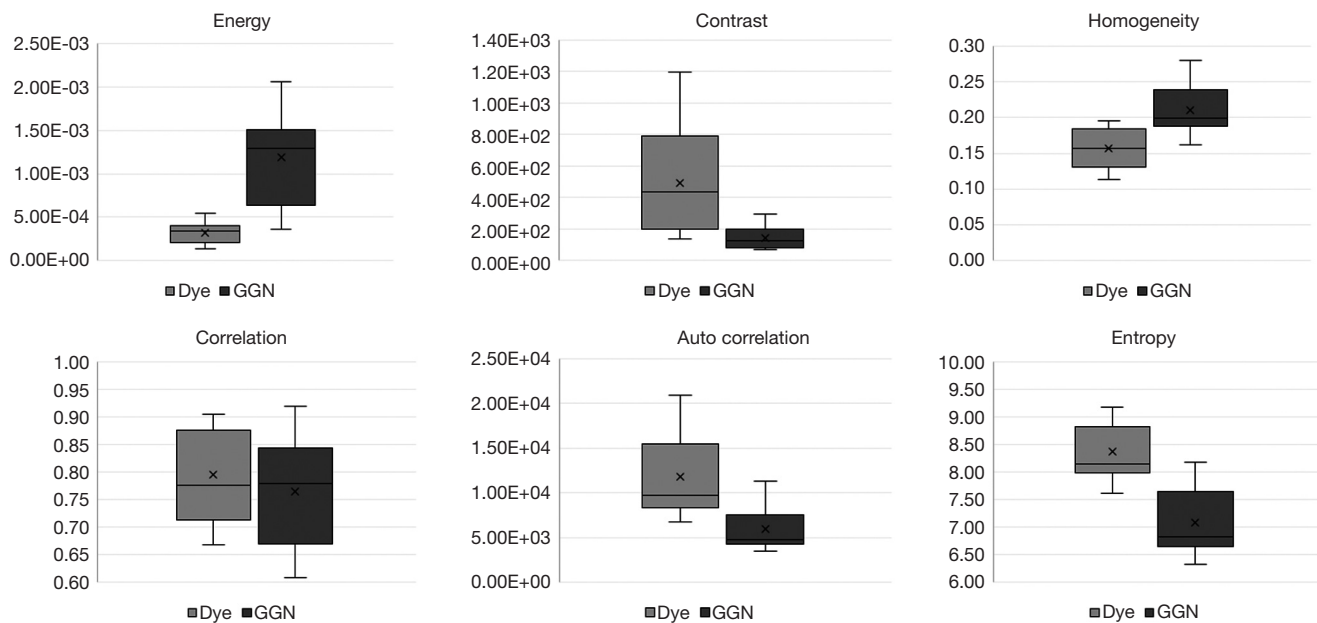 Energy
2.50E-03
2.00E-03
1.50E-03
1.00E-03
5.00E-04
0.00E+00
Dye GGN
Contrast
1.40E+03
1.20E+03
1.00E+03
8.00E+02
6.00E+02
4.00E+02
2.00E+02
0.00E+00
Dye GGN
Homogeneity
0.30
0.25
0.20
0.15
0.10
0.05
0.00
Dye GGN
Correlation
1.00
0.95
0.90
0.85
0.80
0.75
0.70
0.65
0.60
Dye GGN
Auto correlation
2.50E+04
2.00E+04
1.50E+04
1.00E+04
5.00E+03
0.00E+00
Dye GGN
Entropy
10.00
9.50
9.00
8.50
8.00
7.50
7.00
6.50
6.00
Dye GGN